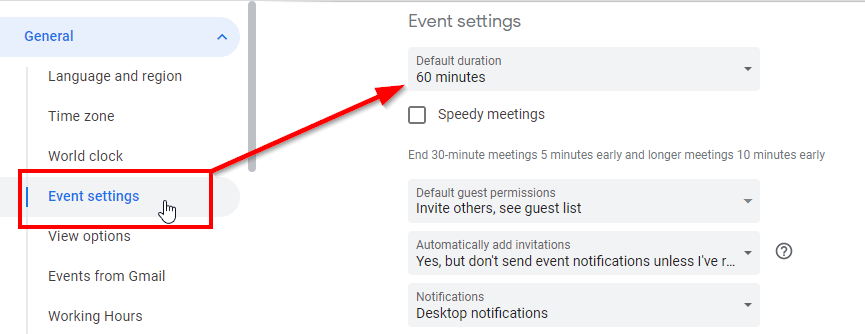 General
Language and region
Time zone
World clock
Event settings
View options
Events from Gmail
Working Hours
Event settings
Default duration
60 minutes
Speedy meetings
End 30-minute meetings 5 minutes early and longer meetings 10 minutes early
Default guest permissions
Invite others, see guest list
Automatically add invitations
Yes, but don't send event notifications unless I've r...
Notifications
Desktop notifications